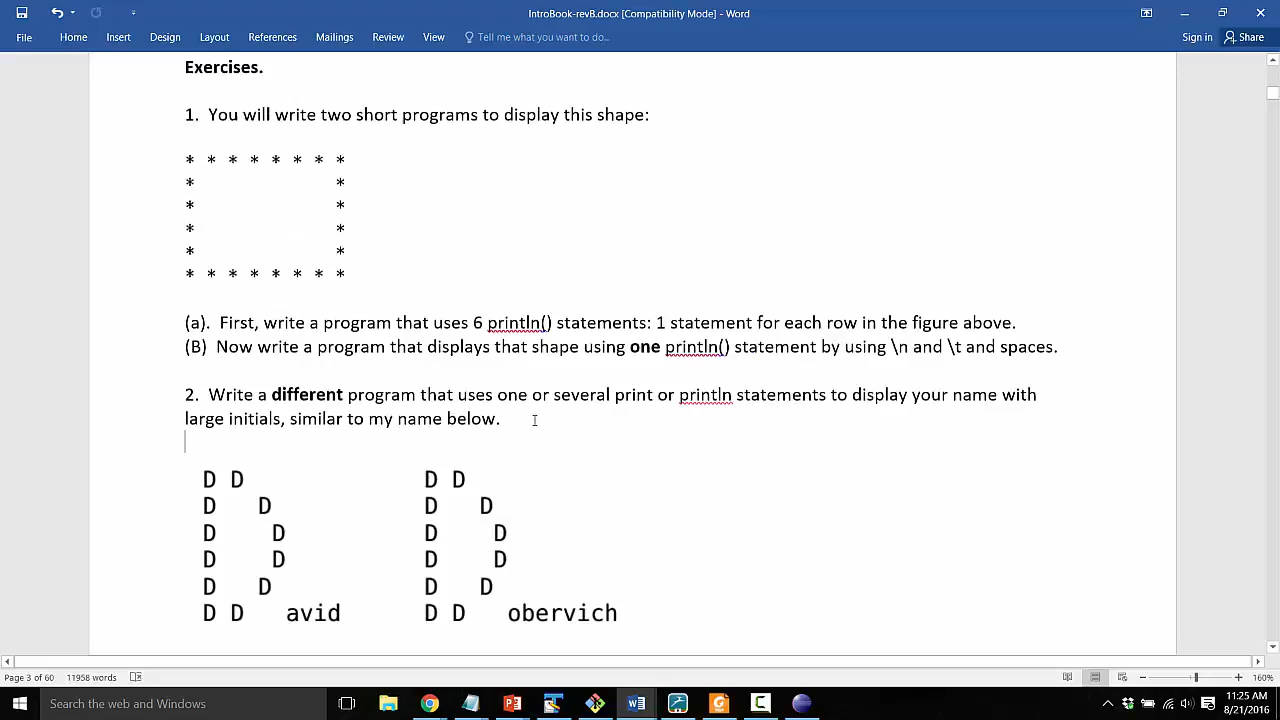 IntroBook-revB.docx [Compatibility Mode] - Word
File Home Insert Design Layout References Mailings Review View Tell me what you want to do... Sign in Share
Exercises.
1. You will write two short programs to display this shape:
* * * * * * * *
* *
* *
* *
* *
* * * * * * * *
(a). First, write a program that uses 6 println() statements: 1 statement for each row in the figure above.
(B) Now write a program that displays that shape using one println() statement by using \n and \t and spaces.
2. Write a different program that uses one or several print or println statements to display your name with
large initials, similar to my name below.
D D D D
D D D D
D D D D
D D D D
D D D D
D D avid D D obervich
Page 3 of 60 11958 words 160%
Search the web and Windows 11:25 AM
8/21/2016